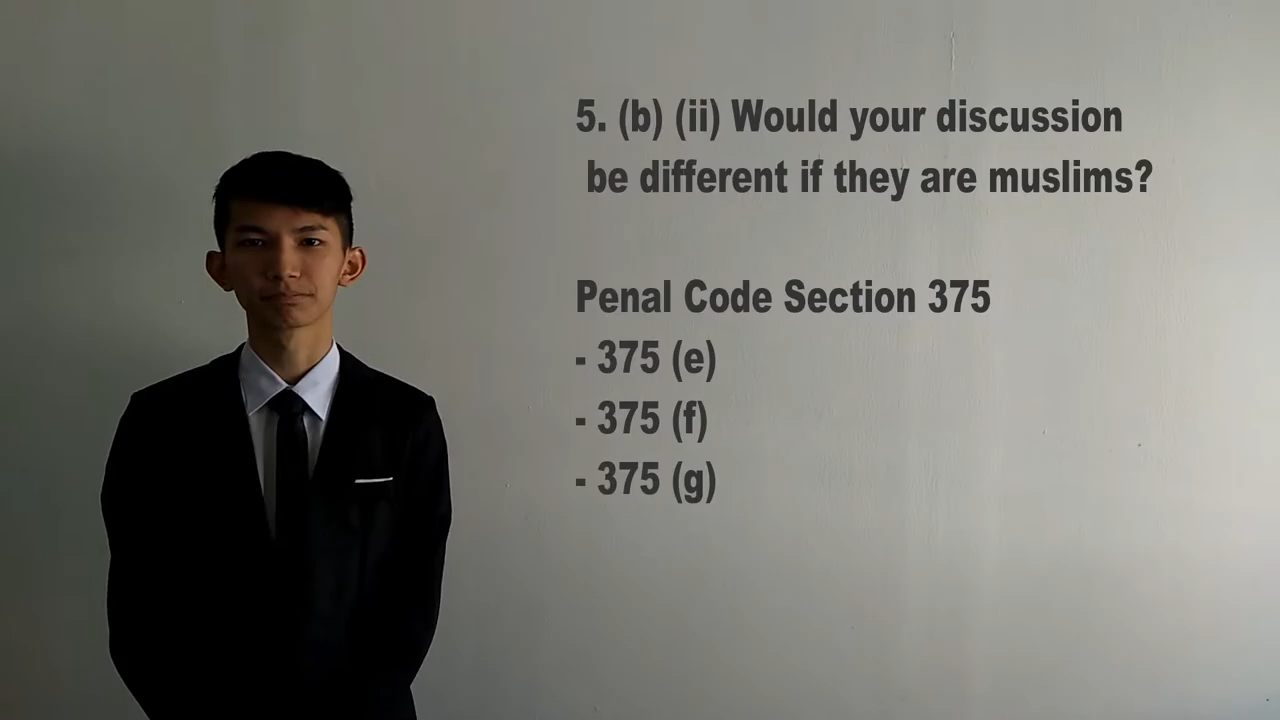 5. (b) (ii) Would your discussion
be different if they are muslims?
Penal Code Section 375
- 375 (e)
- 375 (f)
- 375 (g)